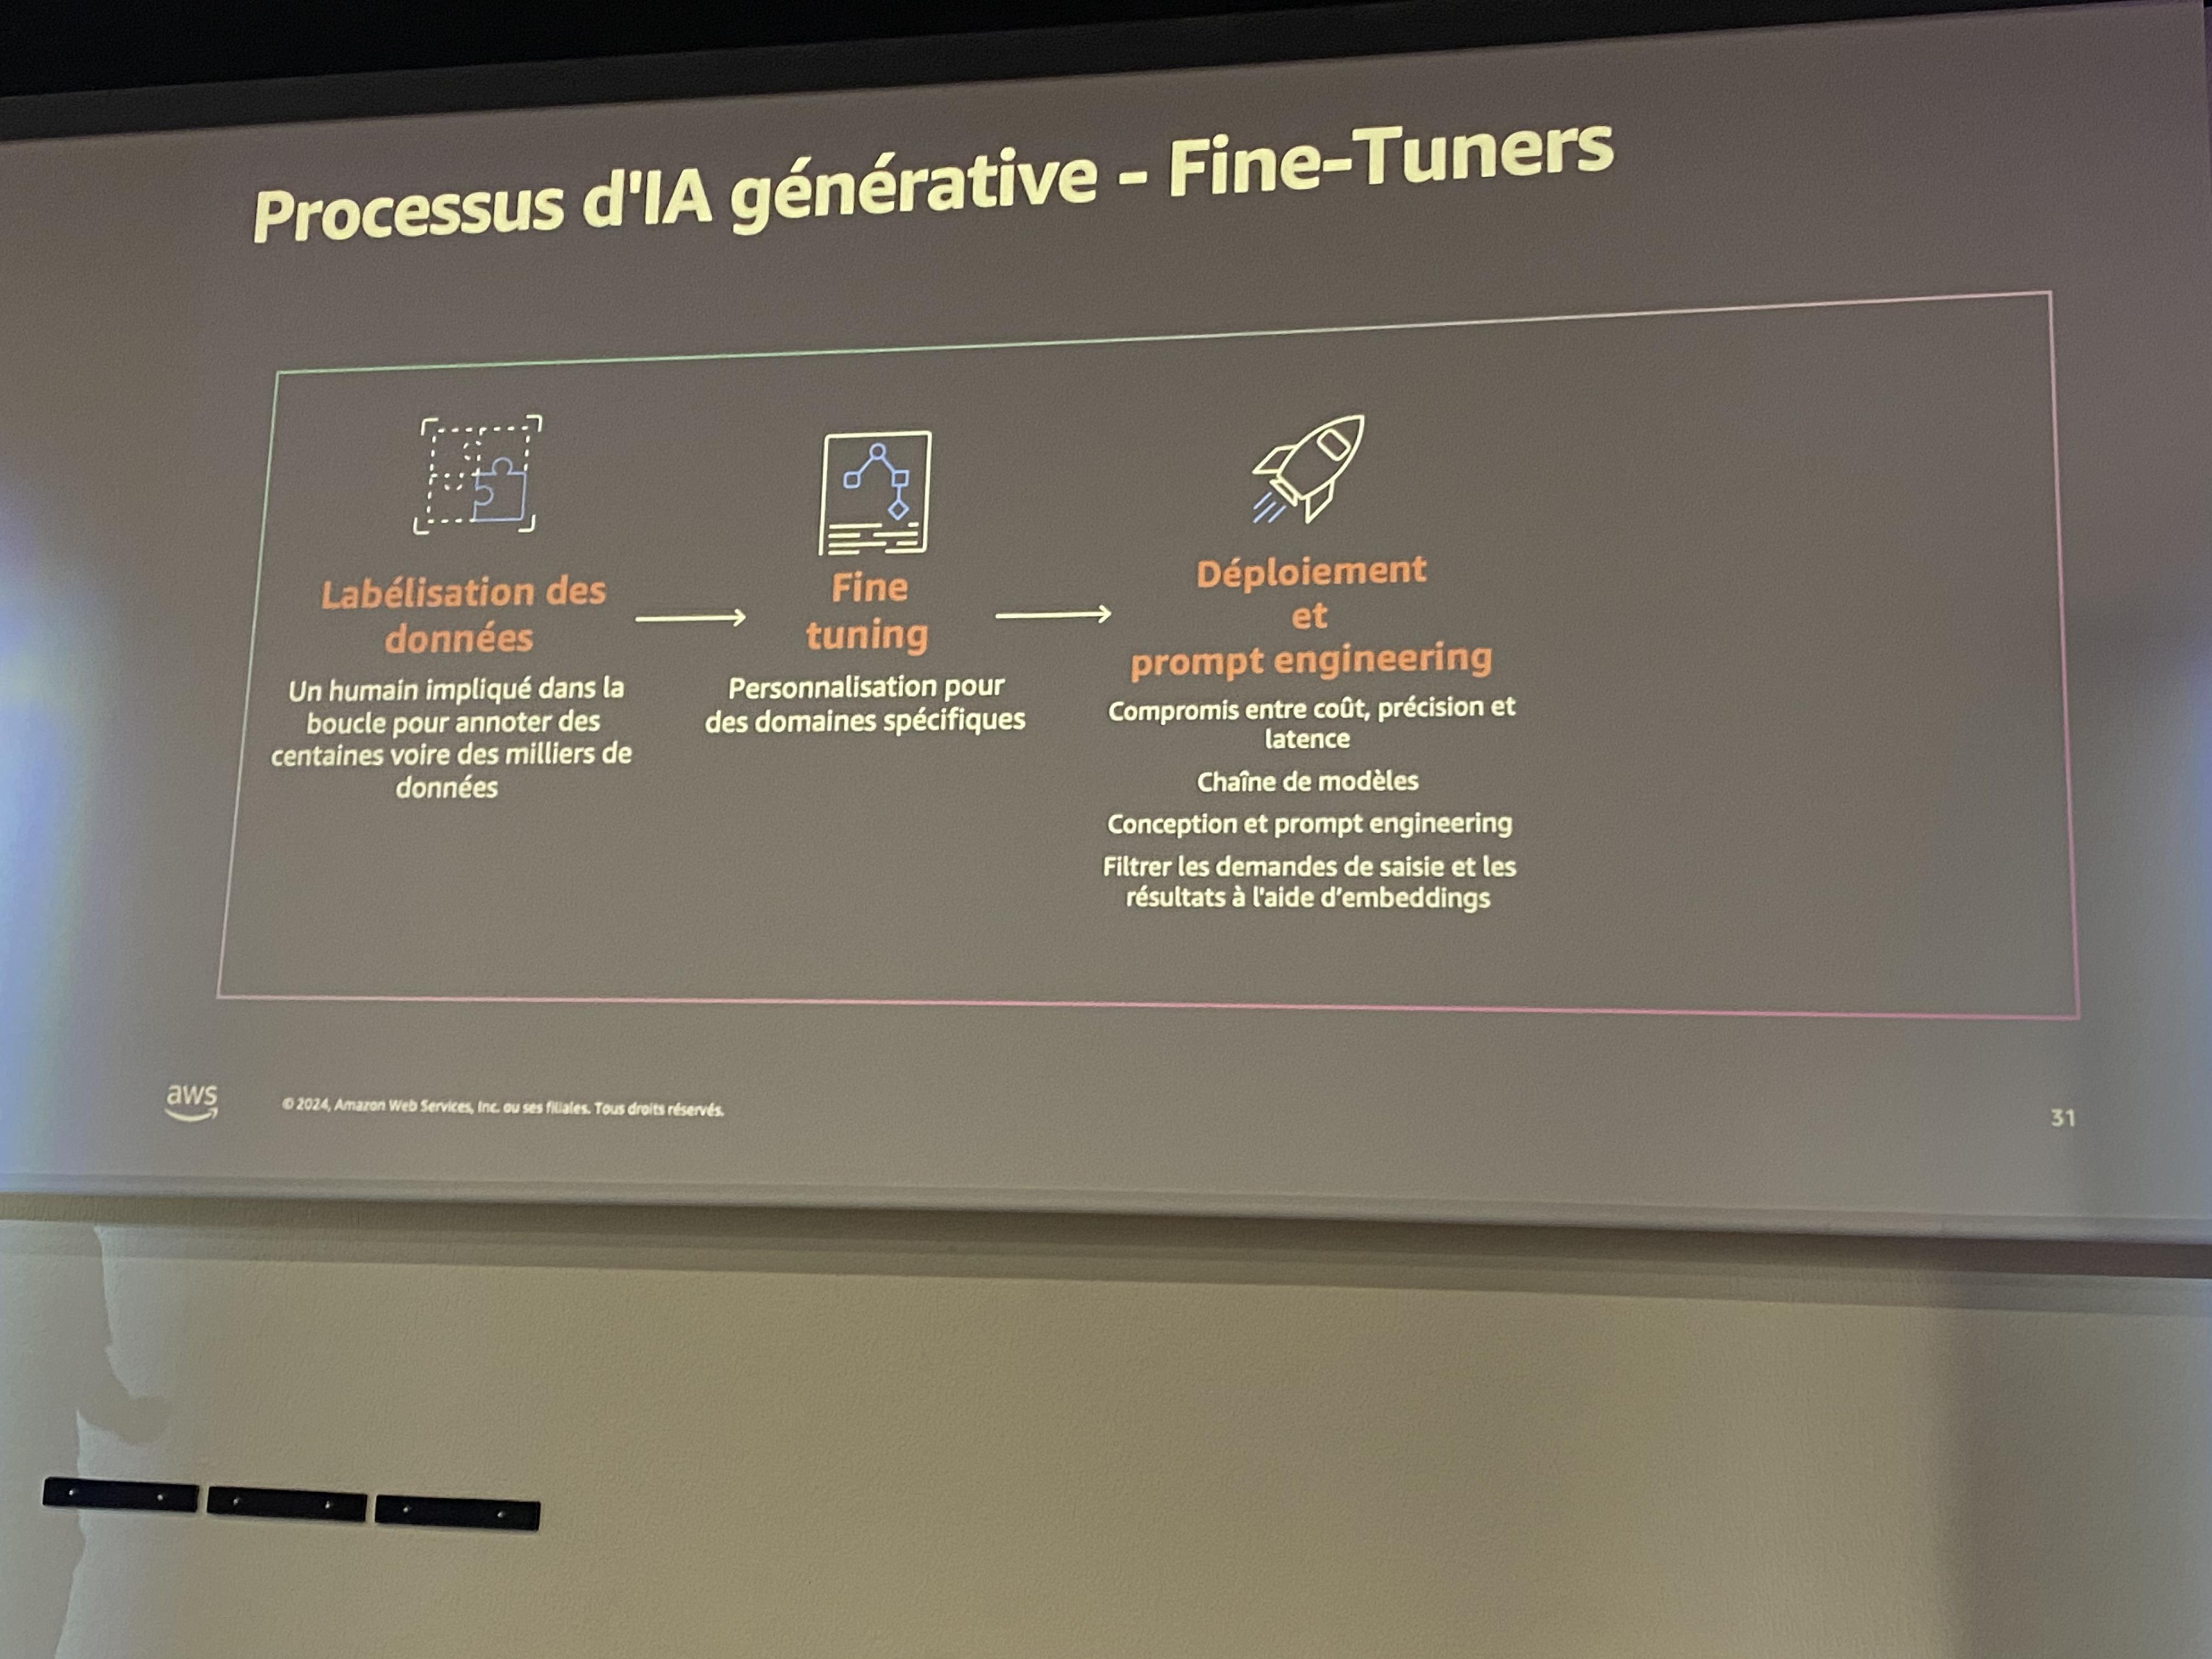 Processus d'IA générative - Fine-Tuners
Labélisation des
données
Un humain impliqué dans la
boucle pour annoter des
centaines voire des milliers de
données
Fine
tuning
Personnalisation pour
des domaines spécifiques
Déploiement
et
prompt engineering
Compromis entre coût, précision et
latence
Chaîne de modèles
Conception et prompt engineering
Filtrer les demandes de saisie et les
résultats à l'aide d’embeddings
aws
© 2024, Amazon Web Services, Inc. ou ses filiales. Tous droits réservés.
31